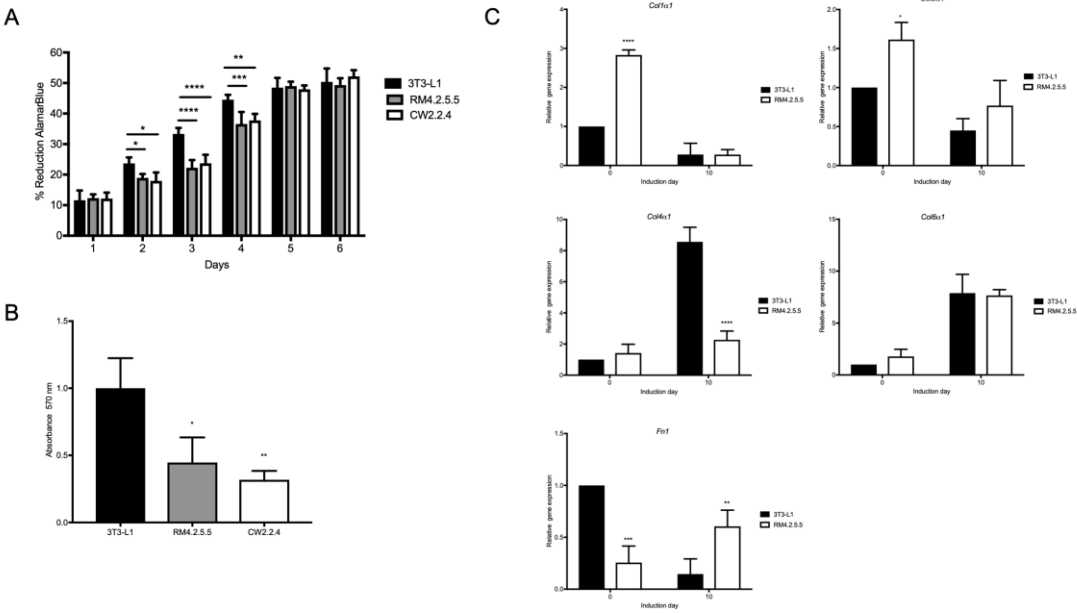 A
60
50
40
30
20
10
0
% Reduction AlamarBlue
* *
**** ****
** ***
1 2 3 4 5 6
Days
3T3-L1
RM4.2.5.5
CW2.2.4
B
1.5
1.0
0.5
0.0
Absorbance 570 nm
*
**
3T3-L1 RM4.2.5.5 CW2.2.4
C
Col1α1
4
3
2
1
0
Relative gene expression
****
0 10
Induction day
3T3-L1
RM4.2.5.5
2.0
1.5
1.0
0.5
0.0
Relative gene expression
*
0 10
Induction day
3T3-L1
RM4.2.5.5
Col4α1
10
8
6
4
2
0
Relative gene expression
****
0 10
Induction day
3T3-L1
RM4.2.5.5
Col6α1
15
10
5
0
Relative gene expression
0 10
Induction day
3T3-L1
RM4.2.5.5
Fn1
1.5
1.0
0.5
0.0
Relative gene expression
***
**
0 10
Induction day
3T3-L1
RM4.2.5.5